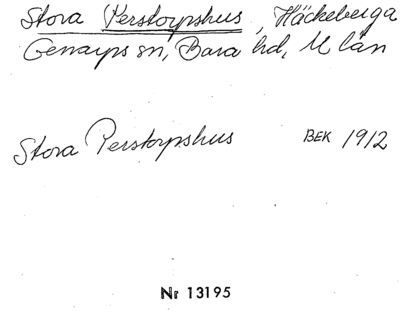 Stora Perstorpshus, Häckeberga
Genarps sn, Bara hd, M län
Stora Perstorpshus BEK 1912
Nr 13195